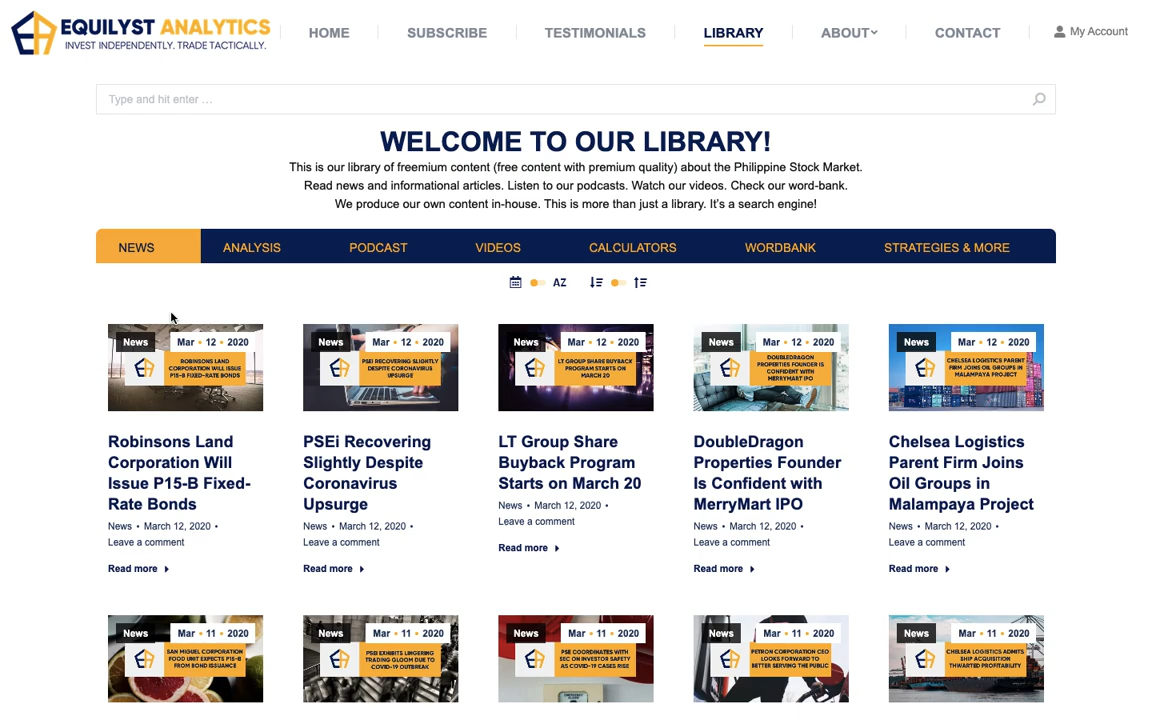 EQUILYST ANALYTICS
INVEST INDEPENDENTLY. TRADE TACTICALLY.
HOME
SUBSCRIBE
TESTIMONIALS
LIBRARY
ABOUT
CONTACT
My Account
Type and hit enter …
WELCOME TO OUR LIBRARY!
This is our library of freemium content (free content with premium quality) about the Philippine Stock Market.
Read news and informational articles. Listen to our podcasts. Watch our videos. Check our word-bank.
We produce our own content in-house. This is more than just a library. It's a search engine!
NEWS
ANALYSIS
PODCAST
VIDEOS
CALCULATORS
WORDBANK
STRATEGIES & MORE
AZ
News
Mar • 12 • 2020
ROBINSONS LAND
CORPORATION WILL ISSUE
P15-B FIXED-RATE BONDS
Robinsons Land
Corporation Will
Issue P15-B Fixed-
Rate Bonds
News • March 12, 2020 •
Leave a comment
Read more
News
Mar • 12 • 2020
PSEI RECOVERING SLIGHTLY
DESPITE CORONAVIRUS
UPSURGE
PSEi Recovering
Slightly Despite
Coronavirus
Upsurge
News • March 12, 2020 •
Leave a comment
Read more
News
Mar • 12 • 2020
LT GROUP SHARE BUYBACK
PROGRAM STARTS ON
MARCH 20
LT Group Share
Buyback Program
Starts on March 20
News • March 12, 2020 •
Leave a comment
Read more
News
Mar • 12 • 2020
DOUBLEDRAGON
PROPERTIES FOUNDER IS
CONFIDENT WITH
MERRYMART IPO
DoubleDragon
Properties Founder
Is Confident with
MerryMart IPO
News • March 12, 2020 •
Leave a comment
Read more
News
Mar • 12 • 2020
CHELSEA LOGISTICS PARENT
FIRM JOINS OIL GROUPS IN
MALAMPAYA PROJECT
Chelsea Logistics
Parent Firm Joins
Oil Groups in
Malampaya Project
News • March 12, 2020 •
Leave a comment
Read more
News
Mar • 11 • 2020
SAN MIGUEL CORPORATION
FOOD UNIT EXPECTS P15-B
FROM BOND ISSUANCE
News
Mar • 11 • 2020
PSEI EXHIBITS LINGERING
TRADING GLOOM DUE TO
COVID-19 OUTBREAK
News
Mar • 11 • 2020
PSE COORDINATES WITH
SEC ON INVESTOR SAFETY
AS COVID-19 CASES RISE
News
Mar • 11 • 2020
PETRON CORPORATION CEO
LOOKS FORWARD TO
BETTER SERVING THE PUBLIC
News
Mar • 11 • 2020
CHELSEA LOGISTICS ADMITS
SHIP ACQUISITION
THWARTED PROFITABILITY